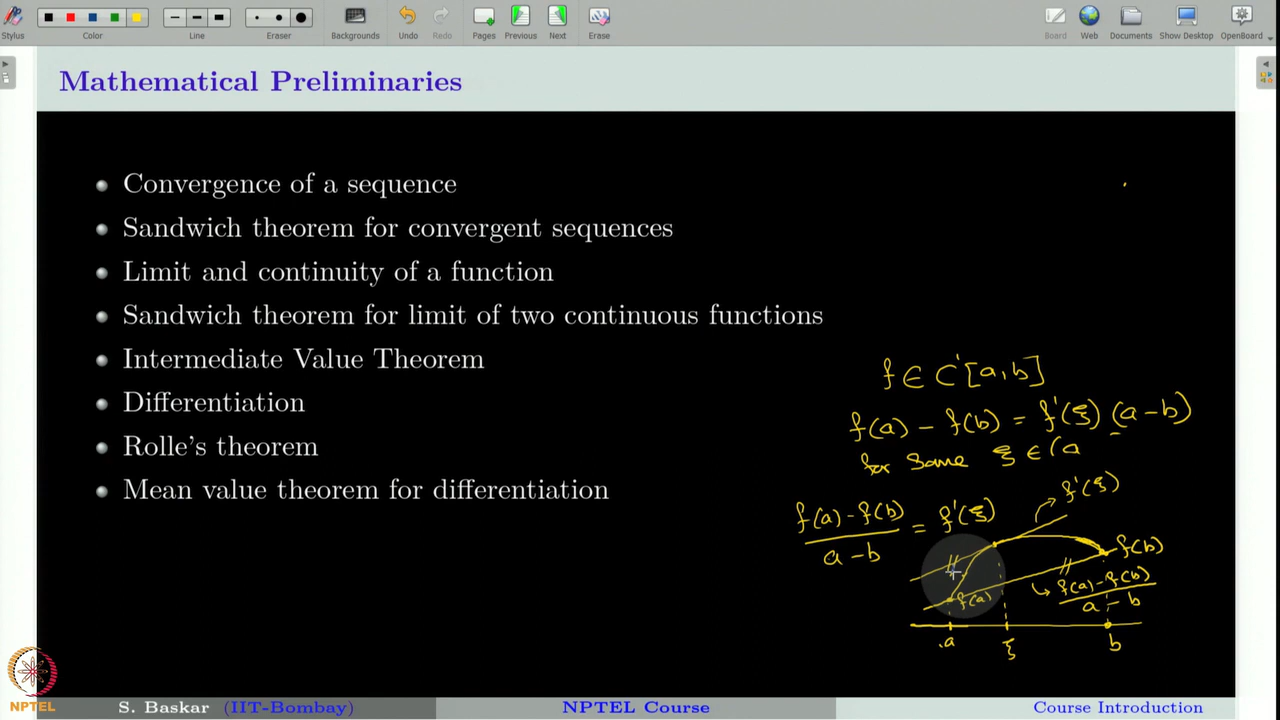 Stylus Color Line Eraser Backgrounds Undo Redo Pages Previous Next Erase Board Web Documents Show Desktop OpenBoard
Mathematical Preliminaries
Convergence of a sequence
Sandwich theorem for convergent sequences
Limit and continuity of a function
Sandwich theorem for limit of two continuous functions
Intermediate Value Theorem
Differentiation
Rolle's theorem
Mean value theorem for differentiation
f ∈ C'[a,b]
f(a) - f(b) = f'(ξ) (a-b)
for some ξ ∈ (a
f(a) - f(b)
a - b
= f'(ξ)
f'(ξ)
f(b)
f(a)
f(a) - f(b)
a - b
a ξ b
NPTEL
S. Baskar (IIT-Bombay) NPTEL Course Course Introduction